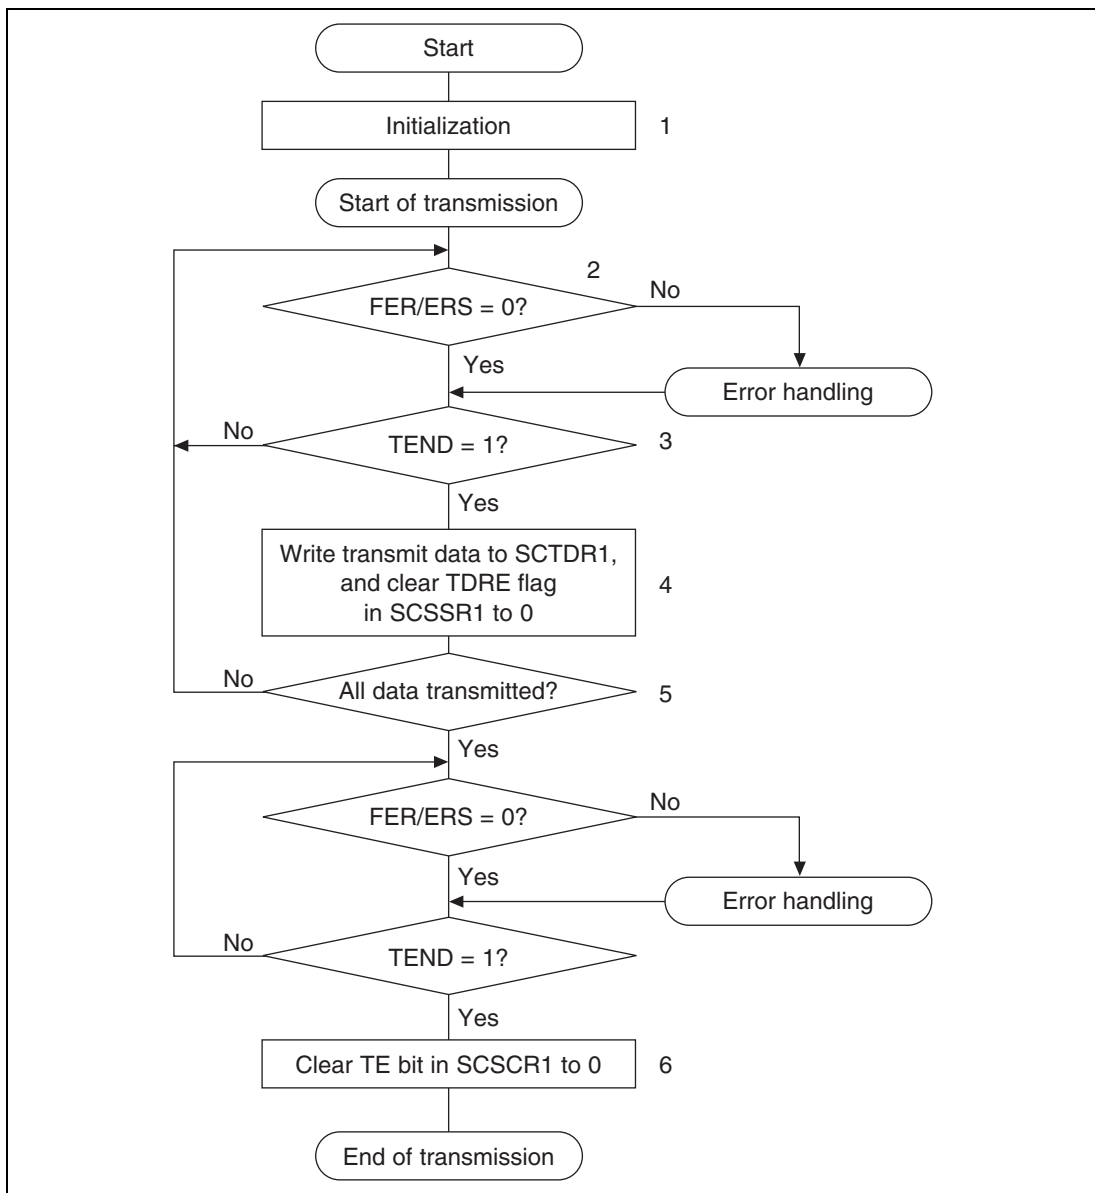 Start
Initialization
1
Start of transmission
2
FER/ERS = 0?
No
Yes
Error handling
No
TEND = 1?
3
Yes
Write transmit data to SCTDR1,
and clear TDRE flag
in SCSSR1 to 0
4
No
All data transmitted?
5
Yes
FER/ERS = 0?
No
Yes
Error handling
No
TEND = 1?
Yes
Clear TE bit in SCSCR1 to 0
6
End of transmission